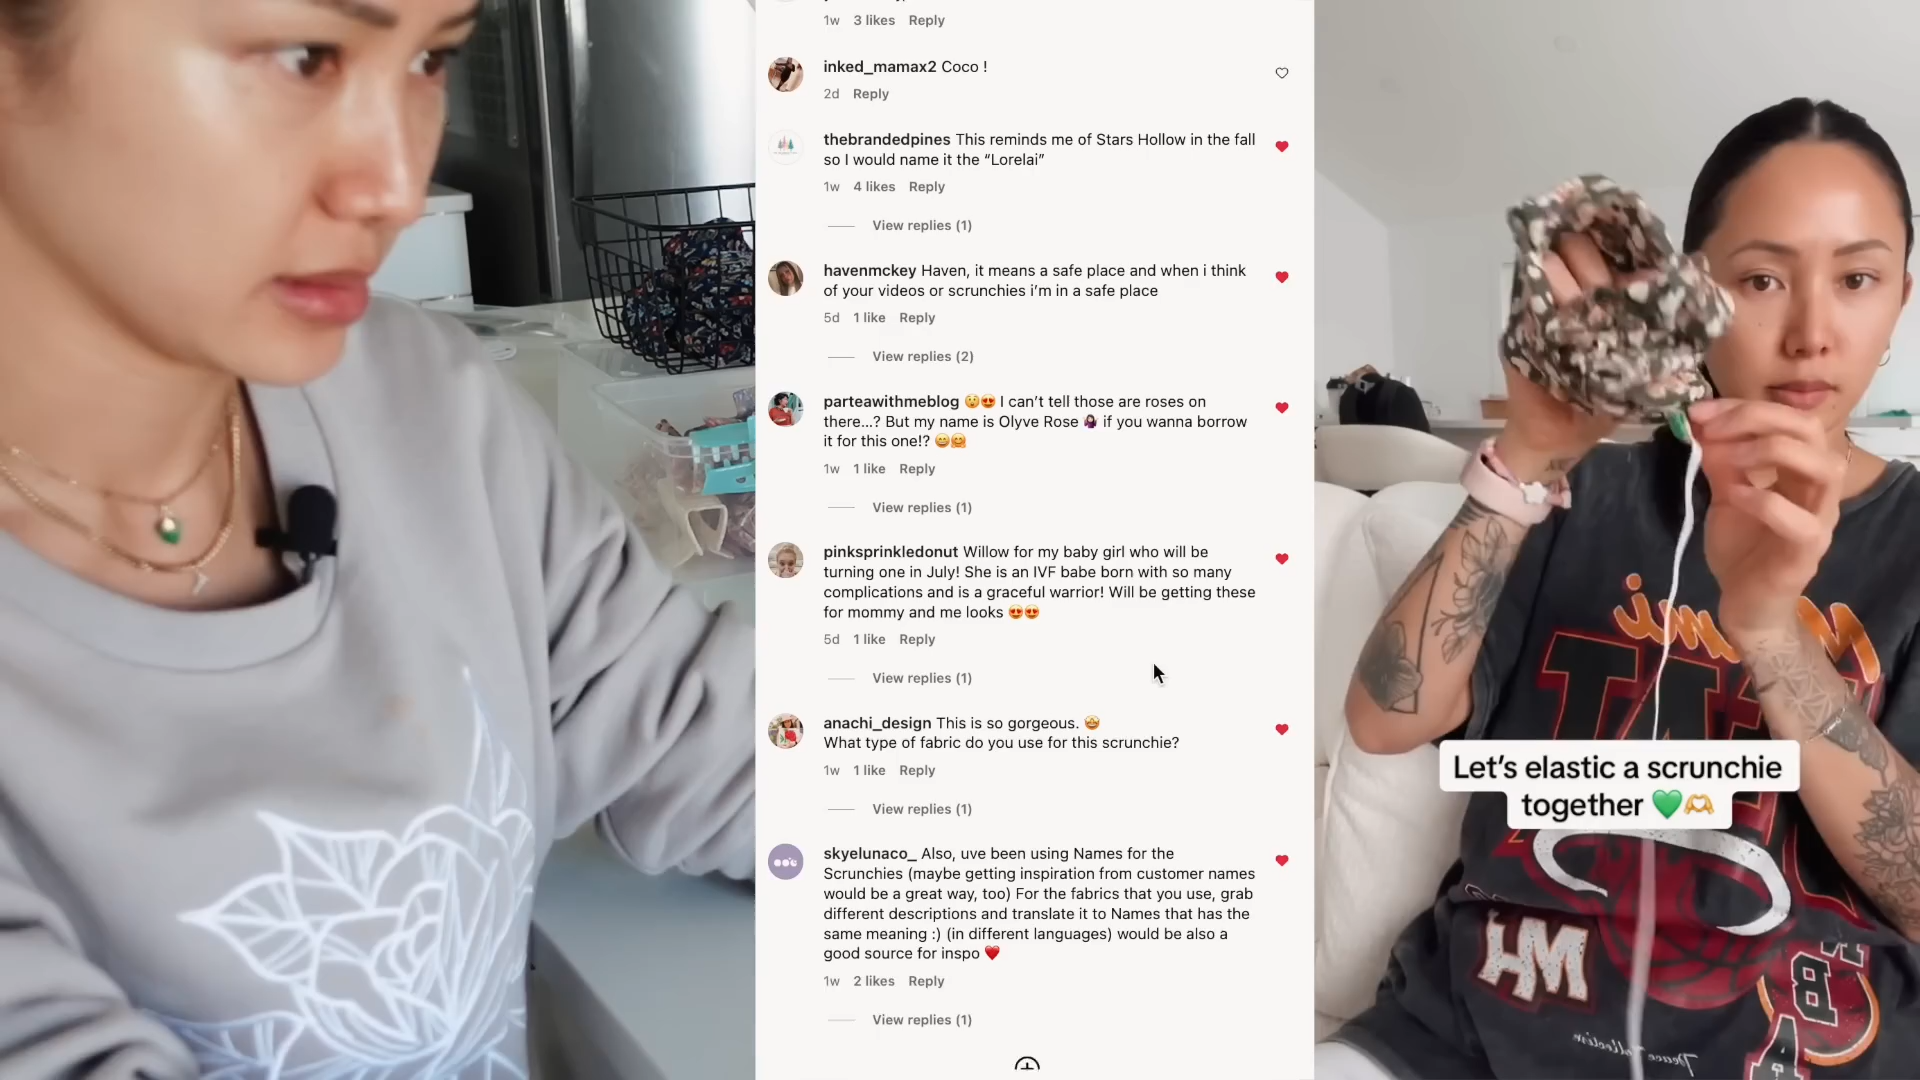 1w 3 likes Reply
inked_mamax2 Coco !
2d Reply
thebrandedpines This reminds me of Stars Hollow in the fall
so I would name it the “Lorelai”
1w 4 likes Reply
View replies (1)
havenmckey Haven, it means a safe place and when i think
of your videos or scrunchies i’m in a safe place
5d 1 like Reply
View replies (2)
parteawithmeblog 😲😍 I can’t tell those are roses on
there...? But my name is Olyve Rose 🤷🏻‍♀️ if you wanna borrow
it for this one!? 😄🤗
1w 1 like Reply
View replies (1)
pinksprinkledonut Willow for my baby girl who will be
turning one in July! She is an IVF babe born with so many
complications and is a graceful warrior! Will be getting these
for mommy and me looks 😍😍
5d 1 like Reply
View replies (1)
anachi_design This is so gorgeous. 🤩
What type of fabric do you use for this scrunchie?
1w 1 like Reply
View replies (1)
skyelunaco_ Also, uve been using Names for the
Scrunchies (maybe getting inspiration from customer names
would be a great way, too) For the fabrics that you use, grab
different descriptions and translate it to Names that has the
same meaning :) (in different languages) would be also a
good source for inspo ❤️
1w 2 likes Reply
View replies (1)
Let’s elastic a scrunchie
together 💚🫶